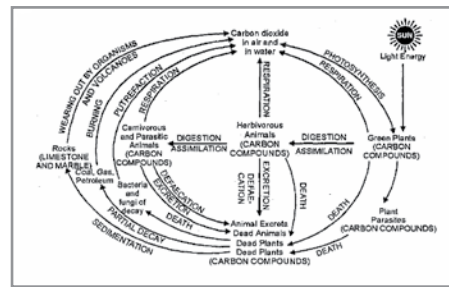 Carbon dioxide
in air and
in water
SUN
Light Energy
WEARING OUT BY ORGANISMS
AND VOLCANOES
BURNING
PUTREFACTION
RESPIRATION
RESPIRATION
PHOTOSYNTHESIS
RESPIRATION
Carnivorous and Parasitic
Animals
(CARBON
COMPOUNDS)
DIGESTION
ASSIMILATION
Herbivorous
Animals
(CARBON
COMPOUNDS)
DIGESTION
ASSIMILATION
Green Plants
(CARBON
COMPOUNDS)
Rocks
(LIMESTONE
AND MARBLE)
Coal, Gas,
Petroleum
Bacteria
and fungi of
decay
DEFAECATION
EXCRETION
DEATH
EXCRETION
DEFAE-
CATION
DEATH
DEATH
Plant
Parasites
(CARBON COMPOUNDS)
DEATH
Animal Excreta
Dead Animals
Dead Plants
Dead Plants
(CARBON COMPOUNDS)
PARTIAL DECAY
SEDIMENTATION